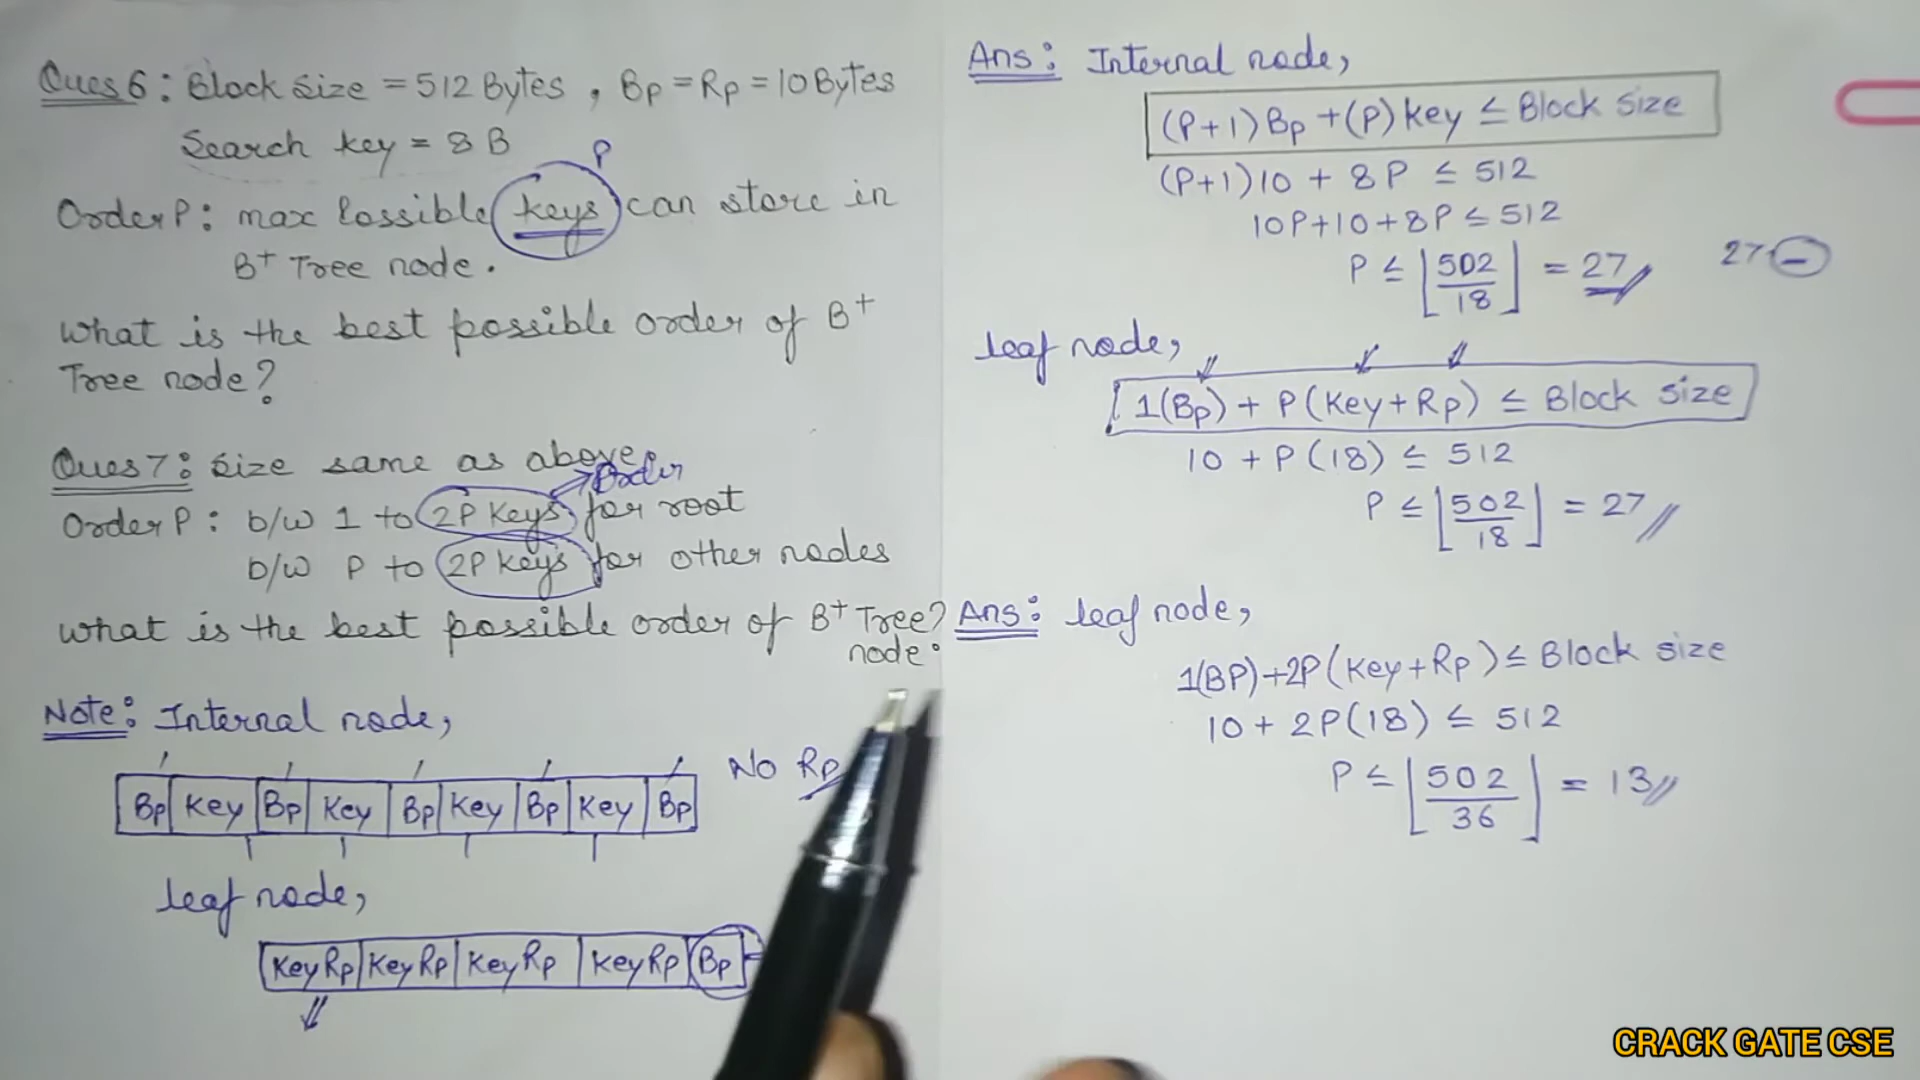 Ques 6 : Block Size = 512 Bytes , Bp = Rp = 10 Bytes
Search key = 8 B
P
Order P : max Possible keys can store in
B+ Tree node .
What is the best possible order of B+
Tree node ?
Ques 7 : Size same as above .
Order
Order P : b/w 1 to 2P keys for root
b/w P to 2P keys for other nodes
what is the best possible order of B+ Tree ?
node .
Note : Internal node ,
Bp Key Bp Key Bp Key Bp Key Bp
No Rp
leaf node ,
Key Rp Key Rp Key Rp Key Rp Bp
Ans : Internal node ,
(P+1) Bp + (P) key ≤ Block size
(P+1)10 + 8P ≤ 512
10P + 10 + 8P ≤ 512
P ≤ ⌊502/18⌋ = 27
27 -
leaf node ,
1(Bp) + P(Key + Rp) ≤ Block size
10 + P(18) ≤ 512
P ≤ ⌊502/18⌋ = 27
Ans : leaf node ,
1(BP) + 2P(Key + Rp) ≤ Block size
10 + 2P(18) ≤ 512
P ≤ ⌊502/36⌋ = 13
CRACK GATE CSE